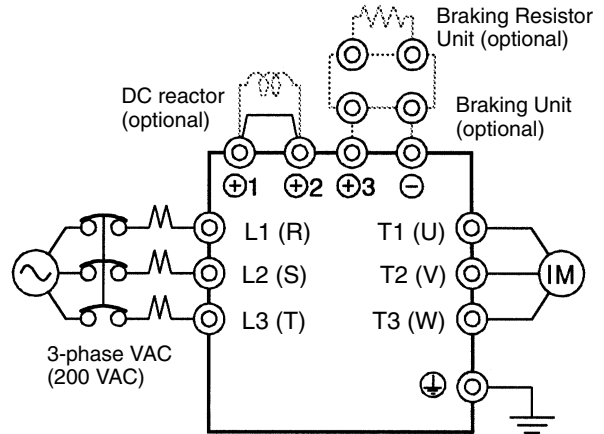 Braking Resistor
Unit (optional)
DC reactor
(optional)
Braking Unit
(optional)
⊕1 ⊕2 ⊕3 ⊖
L1 (R) T1 (U)
L2 (S) T2 (V) IM
L3 (T) T3 (W)
3-phase VAC
(200 VAC)